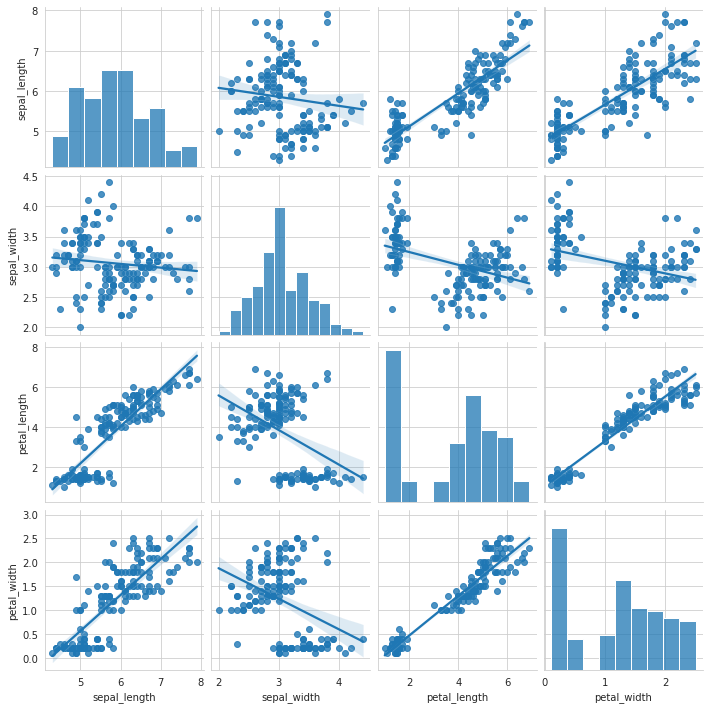 8
7
6
5
sepal_length
4.5
4.0
3.5
3.0
2.5
2.0
sepal_width
8
6
4
2
petal_length
3.0
2.5
2.0
1.5
1.0
0.5
0.0
petal_width
5 6 7 8
2 3 4
2 4 6
0 1 2
sepal_length sepal_width petal_length petal_width